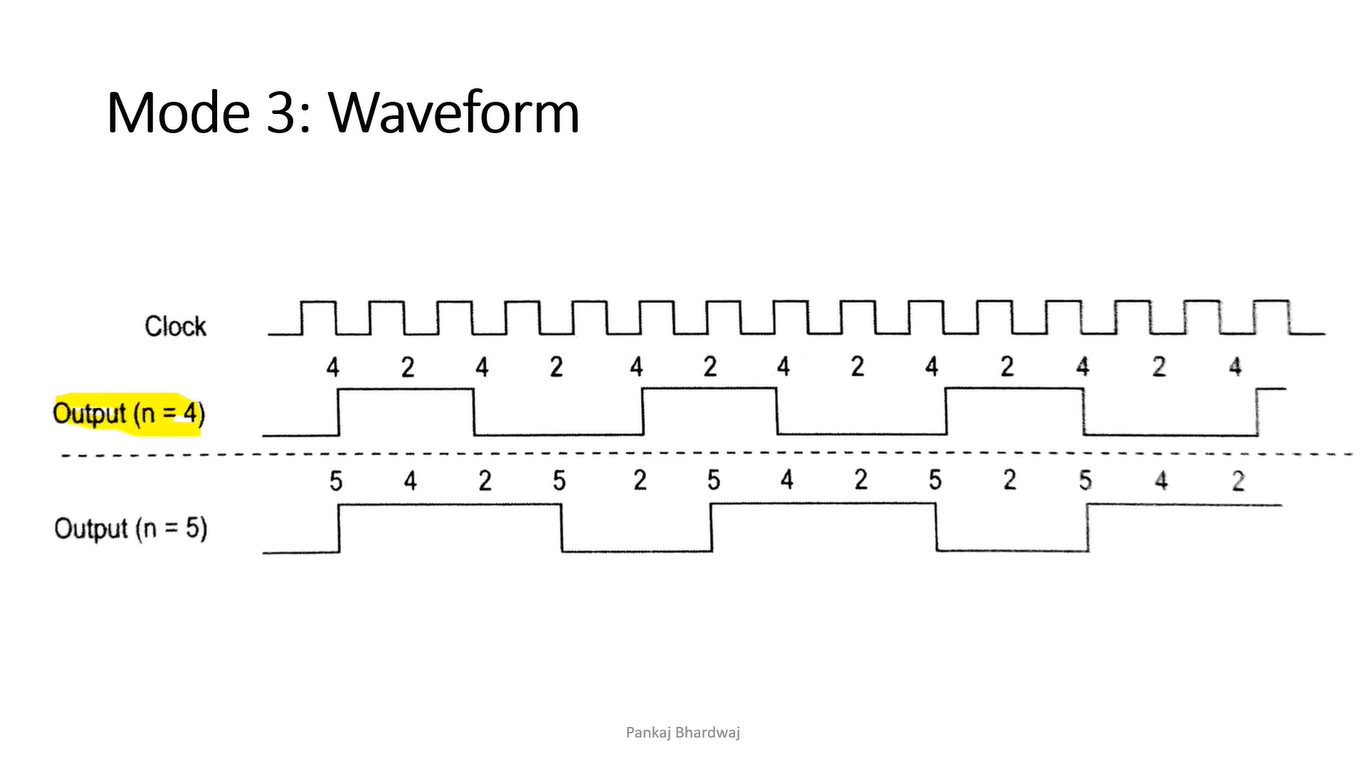 Mode 3: Waveform
Clock
4 2 4 2 4 2 4 2 4 2 4 2 4
Output (n = 4)
5 4 2 5 2 5 4 2 5 2 5 4 2
Output (n = 5)
Pankaj Bhardwaj